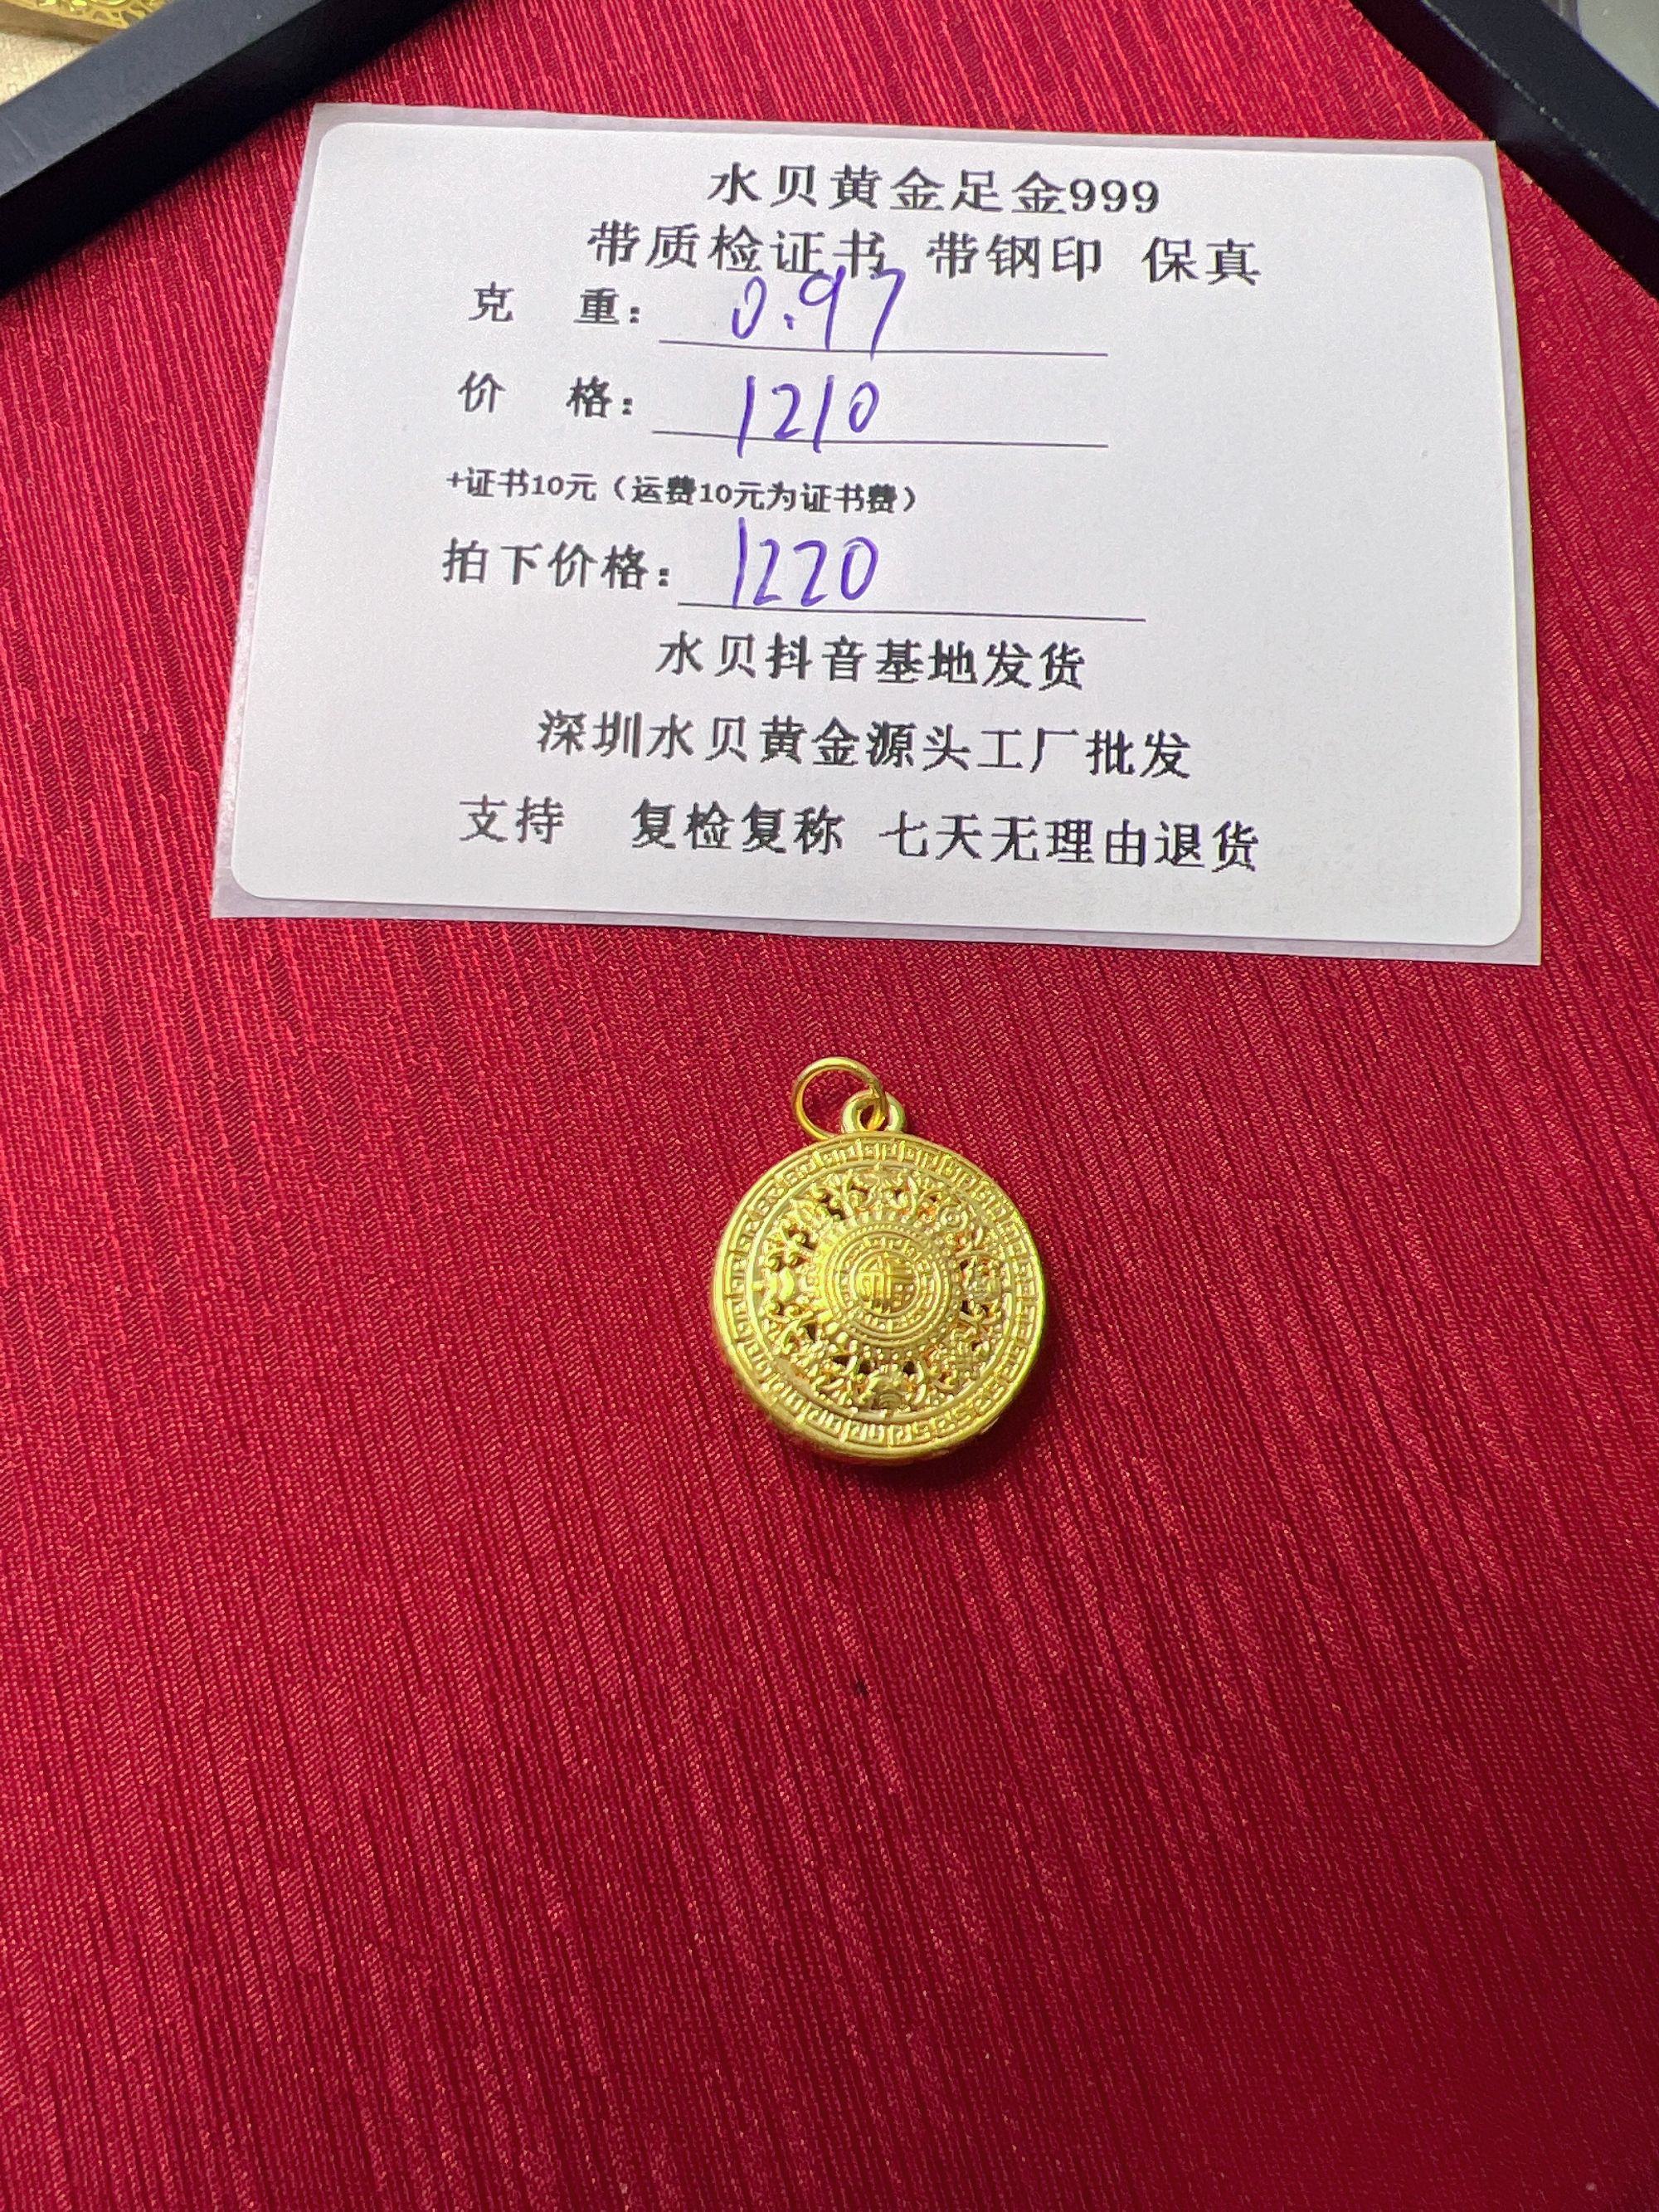 水贝黄金足金999
带质检证书 带钢印 保真
克 重：0.97
价 格：1210
+证书10元（运费10元为证书费）
拍下价格：1220
水贝抖音基地发货
深圳水贝黄金源头工厂批发
支持 复检复称 七天无理由退货
福